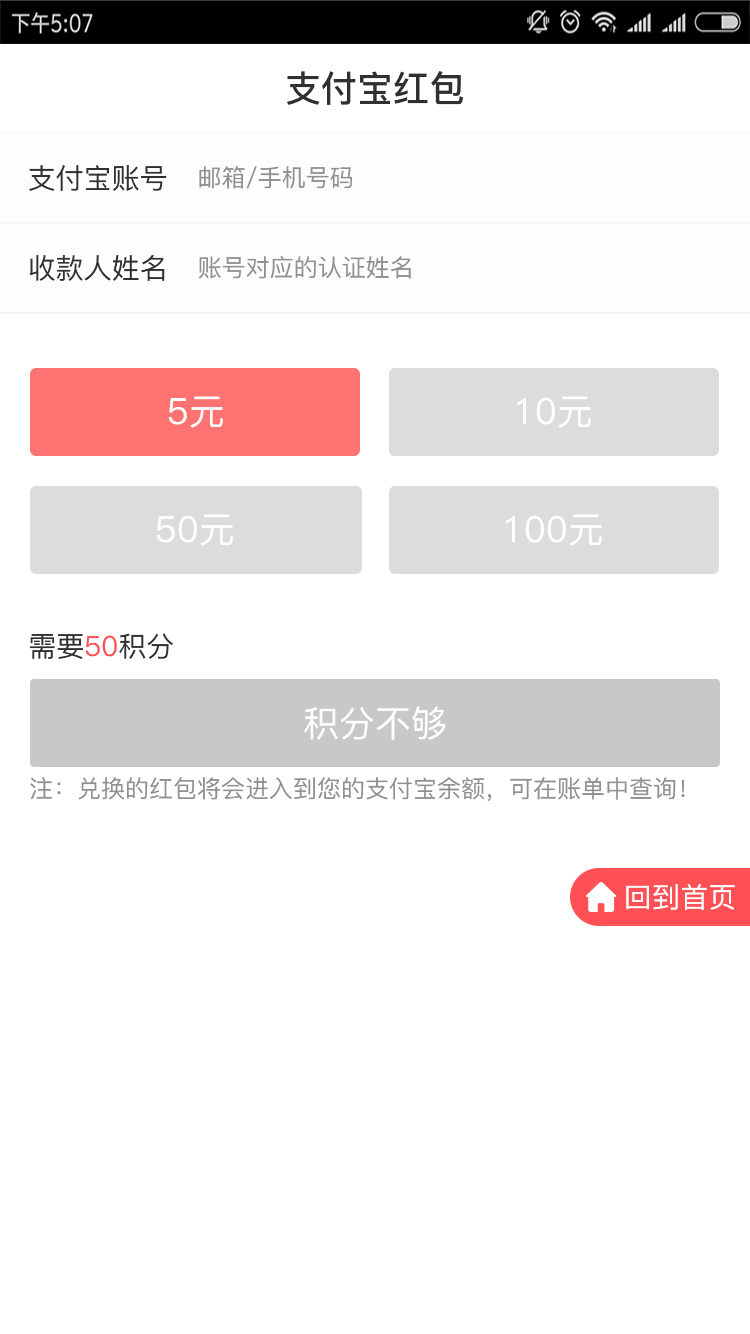 下午5:07
支付宝红包
支付宝账号 邮箱/手机号码
收款人姓名 账号对应的认证姓名
5元 10元
50元 100元
需要50积分
积分不够
注：兑换的红包将会进入到您的支付宝余额，可在账单中查询！
回到首页